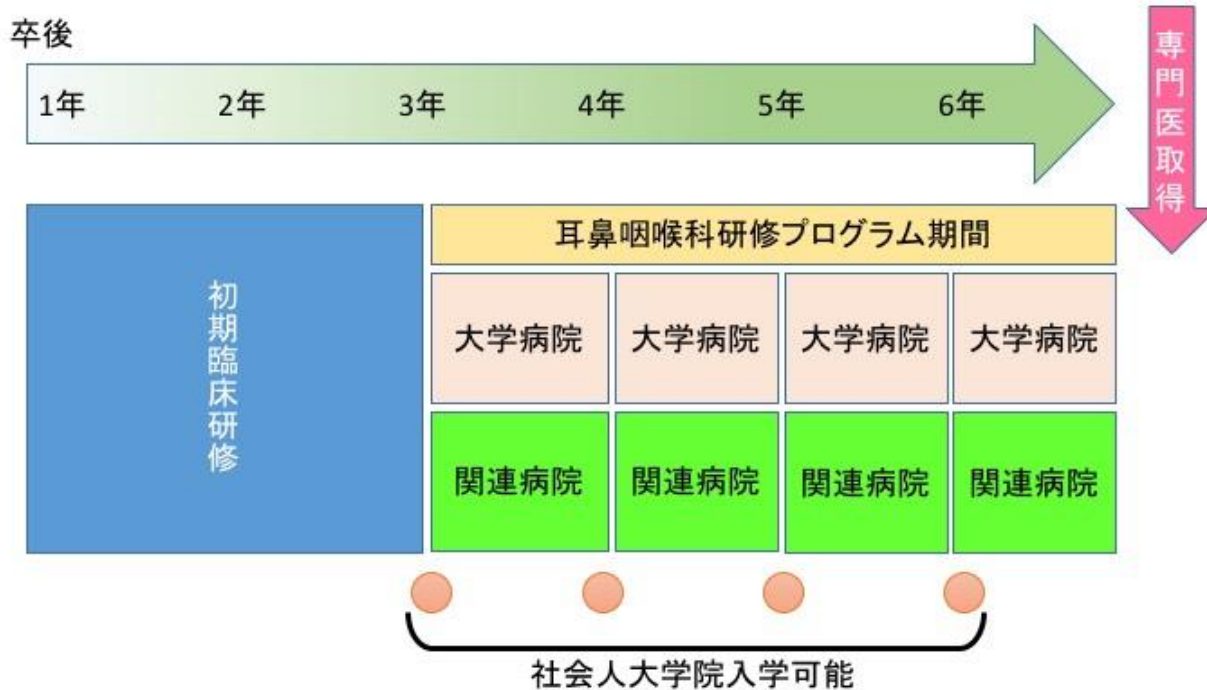 卒後
1年 2年 3年 4年 5年 6年
専門医取得
初期臨床研修
耳鼻咽喉科研修プログラム期間
大学病院 大学病院 大学病院 大学病院
関連病院 関連病院 関連病院 関連病院
社会人大学院入学可能